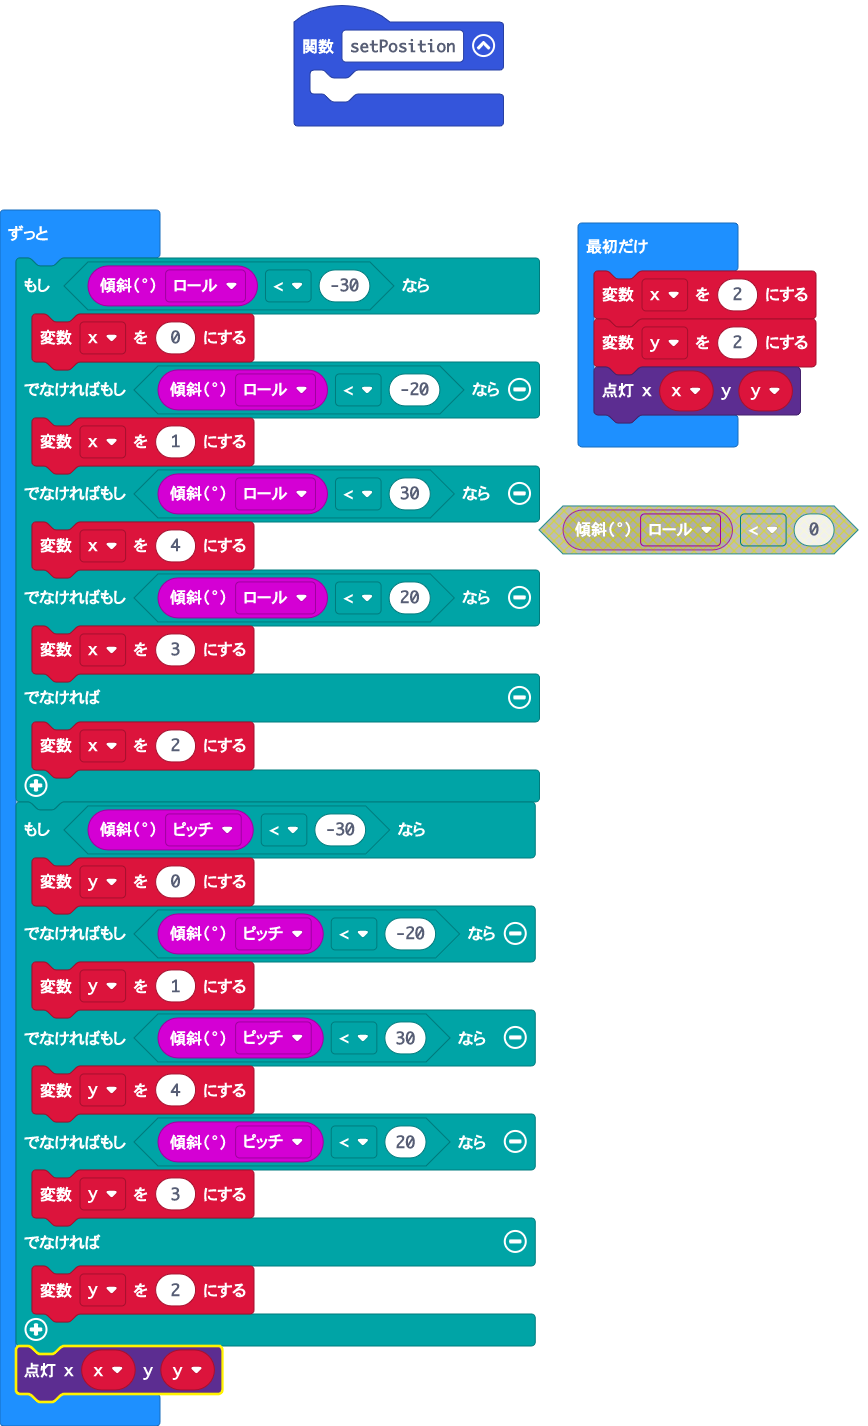 関数 setPosition
ずっと
もし 傾斜(°) ロール < -30 なら
変数 x を 0 にする
でなければもし 傾斜(°) ロール < -20 なら
変数 x を 1 にする
でなければもし 傾斜(°) ロール < 30 なら
変数 x を 4 にする
でなければもし 傾斜(°) ロール < 20 なら
変数 x を 3 にする
でなければ
変数 x を 2 にする
もし 傾斜(°) ピッチ < -30 なら
変数 y を 0 にする
でなければもし 傾斜(°) ピッチ < -20 なら
変数 y を 1 にする
でなければもし 傾斜(°) ピッチ < 30 なら
変数 y を 4 にする
でなければもし 傾斜(°) ピッチ < 20 なら
変数 y を 3 にする
でなければ
変数 y を 2 にする
点灯 x x y y
最初だけ
変数 x を 2 にする
変数 y を 2 にする
点灯 x x y y
傾斜(°) ロール < 0